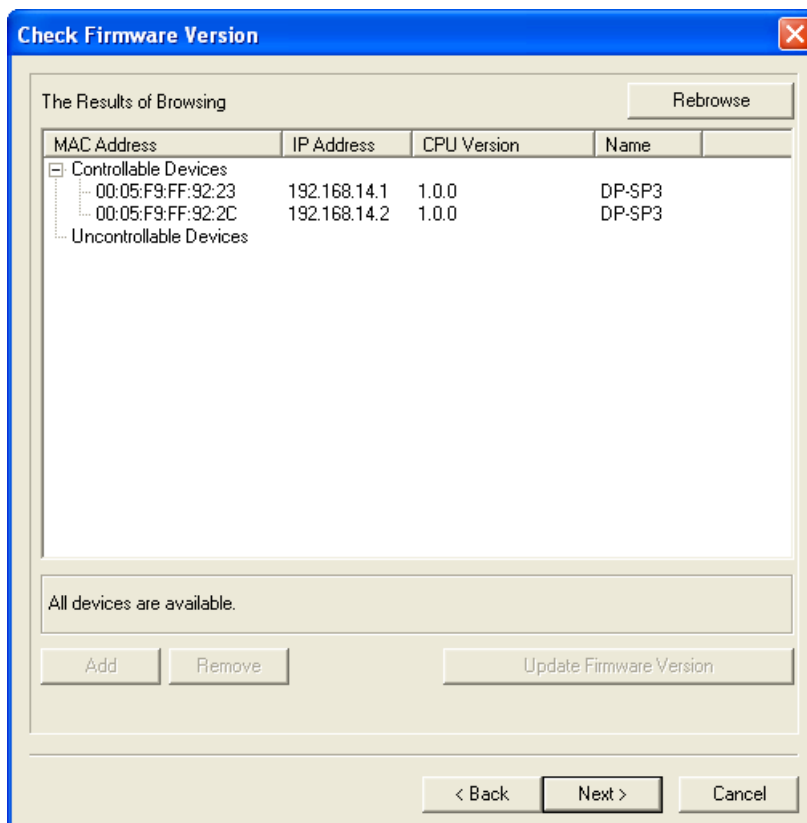 Check Firmware Version
The Results of Browsing
Rebrowse
MAC Address IP Address CPU Version Name
Controllable Devices
00:05:F9:FF:92:23 192.168.14.1 1.0.0 DP-SP3
00:05:F9:FF:92:2C 192.168.14.2 1.0.0 DP-SP3
Uncontrollable Devices
All devices are available.
Add Remove Update Firmware Version
< Back Next > Cancel